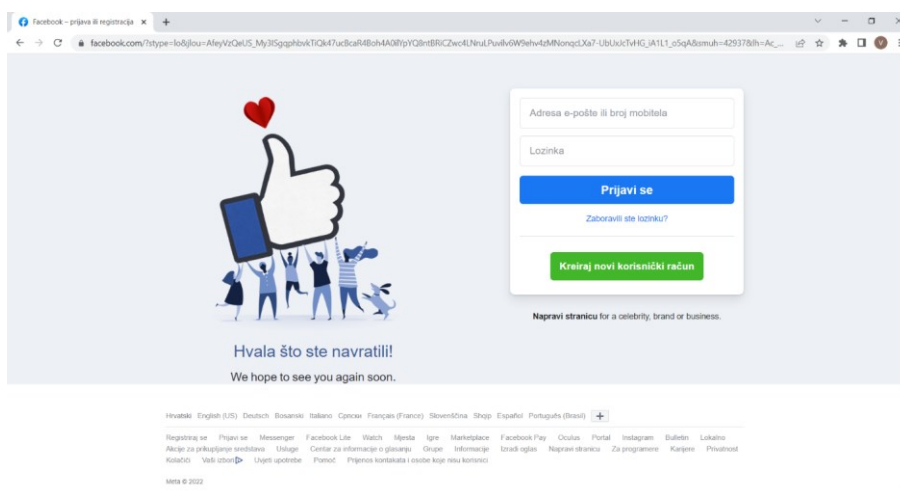 Facebook – prijava ili registracija
Adresa e-pošte ili broj mobitela
Lozinka
Prijavi se
Zaboravili ste lozinku?
Kreiraj novi korisnički račun
Napravi stranicu for a celebrity, brand or business.
Hvala što ste navratili!
We hope to see you again soon.
Hrvatski English (US) Deutsch Bosanski Italiano Српски Français (France) Slovenščina Shqip Español Português (Brasil)
Registriraj se Prijavi se Messenger Facebook Lite Watch Mjesta Igre Marketplace Facebook Pay Oculus Portal Instagram Bulletin Lokalno
Akcije za prikupljanje sredstava Usluge Centar za informacije o glasanju Grupe Informacije Izradi oglas Napravi stranicu Za programere Karijere Privatnost
Kolačići Vaši izbori Uvjeti upotrebe Pomoć Prijenos kontakata i osobe koje nisu korisnici
Meta © 2022